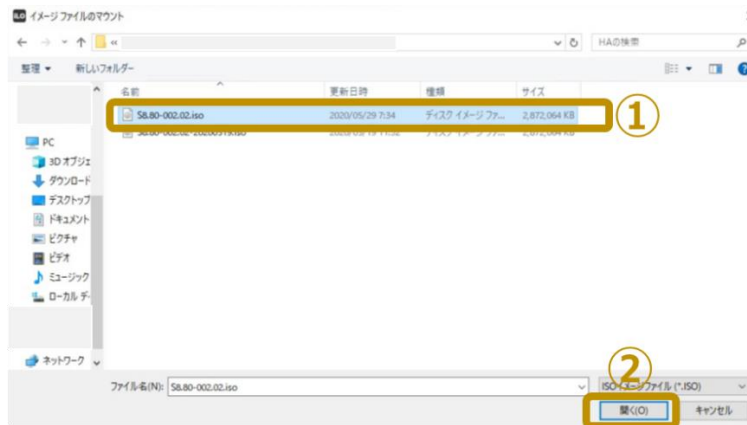 iLO イメージ ファイルのマウント
HAの検索
整理 新しいフォルダー
名前 更新日時 種類 サイズ
S8.80-002.02.iso 2020/05/29 7:34 ディスク イメージ ファ... 2,872,064 KB
①
PC
3D オブジェ
ダウンロード
デスクトップ
ドキュメント
ピクチャ
ビデオ
ミュージック
ローカル デ
ネットワーク
②
ファイル名(N): S8.80-002.02.iso ISOイメージファイル (*.ISO)
開く(O) キャンセル